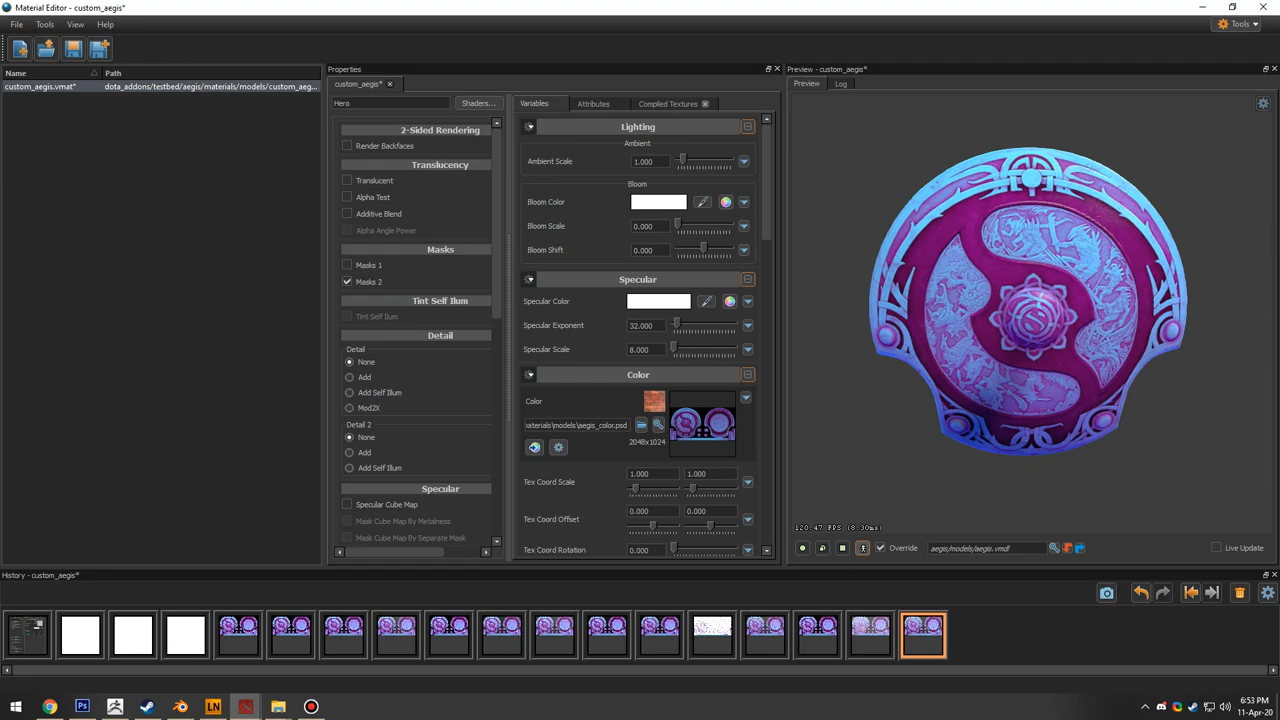 Material Editor - custom_aegis*
File Tools View Help
Tools
Name Path
custom_aegis.vmat* dota_addons/testbed/aegis/materials/models/custom_aeg...
Properties
custom_aegis*
Hero Shaders...
2-Sided Rendering
Render Backfaces
Translucency
Translucent
Alpha Test
Additive Blend
Alpha Angle Power
Masks
Masks 1
Masks 2
Tint Self Ilum
Tint Self Ilum
Detail
Detail
None
Add
Add Self Illum
Mod2X
Detail 2
None
Add
Add Self Illum
Specular
Specular Cube Map
Mask Cube Map By Metalness
Mask Cube Map By Separate Mask
Variables Attributes Compiled Textures
Lighting
Ambient
Ambient Scale 1.000
Bloom
Bloom Color
Bloom Scale 0.000
Bloom Shift 0.000
Specular
Specular Color
Specular Exponent 32.000
Specular Scale 8.000
Color
Color
aterials\models\aegis_color.psd
2048x1024
Tex Coord Scale 1.000 1.000
Tex Coord Offset 0.000 0.000
Tex Coord Rotation 0.000
Preview - custom_aegis*
Preview Log
120.47 FPS (8.30ms)
Override aegis/models/aegis.vmdl Live Update
History - custom_aegis*
Ps LN
6:53 PM
11-Apr-20